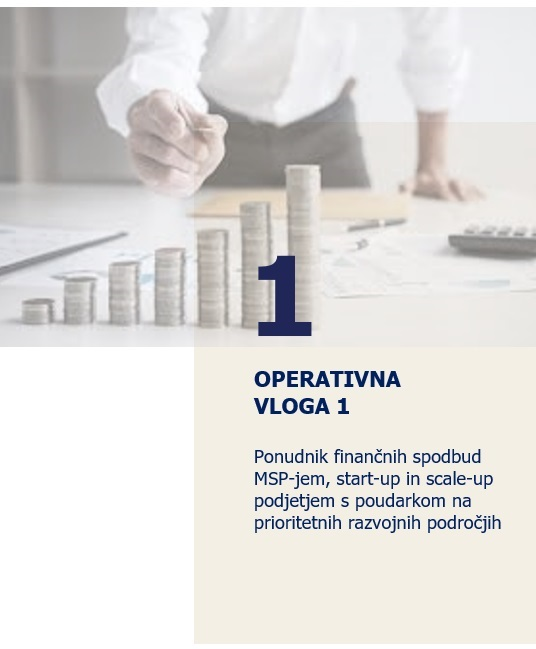 1
OPERATIVNA
VLOGA 1
Ponudnik finančnih spodbud
MSP-jem, start-up in scale-up
podjetjem s poudarkom na
prioritetnih razvojnih področjih